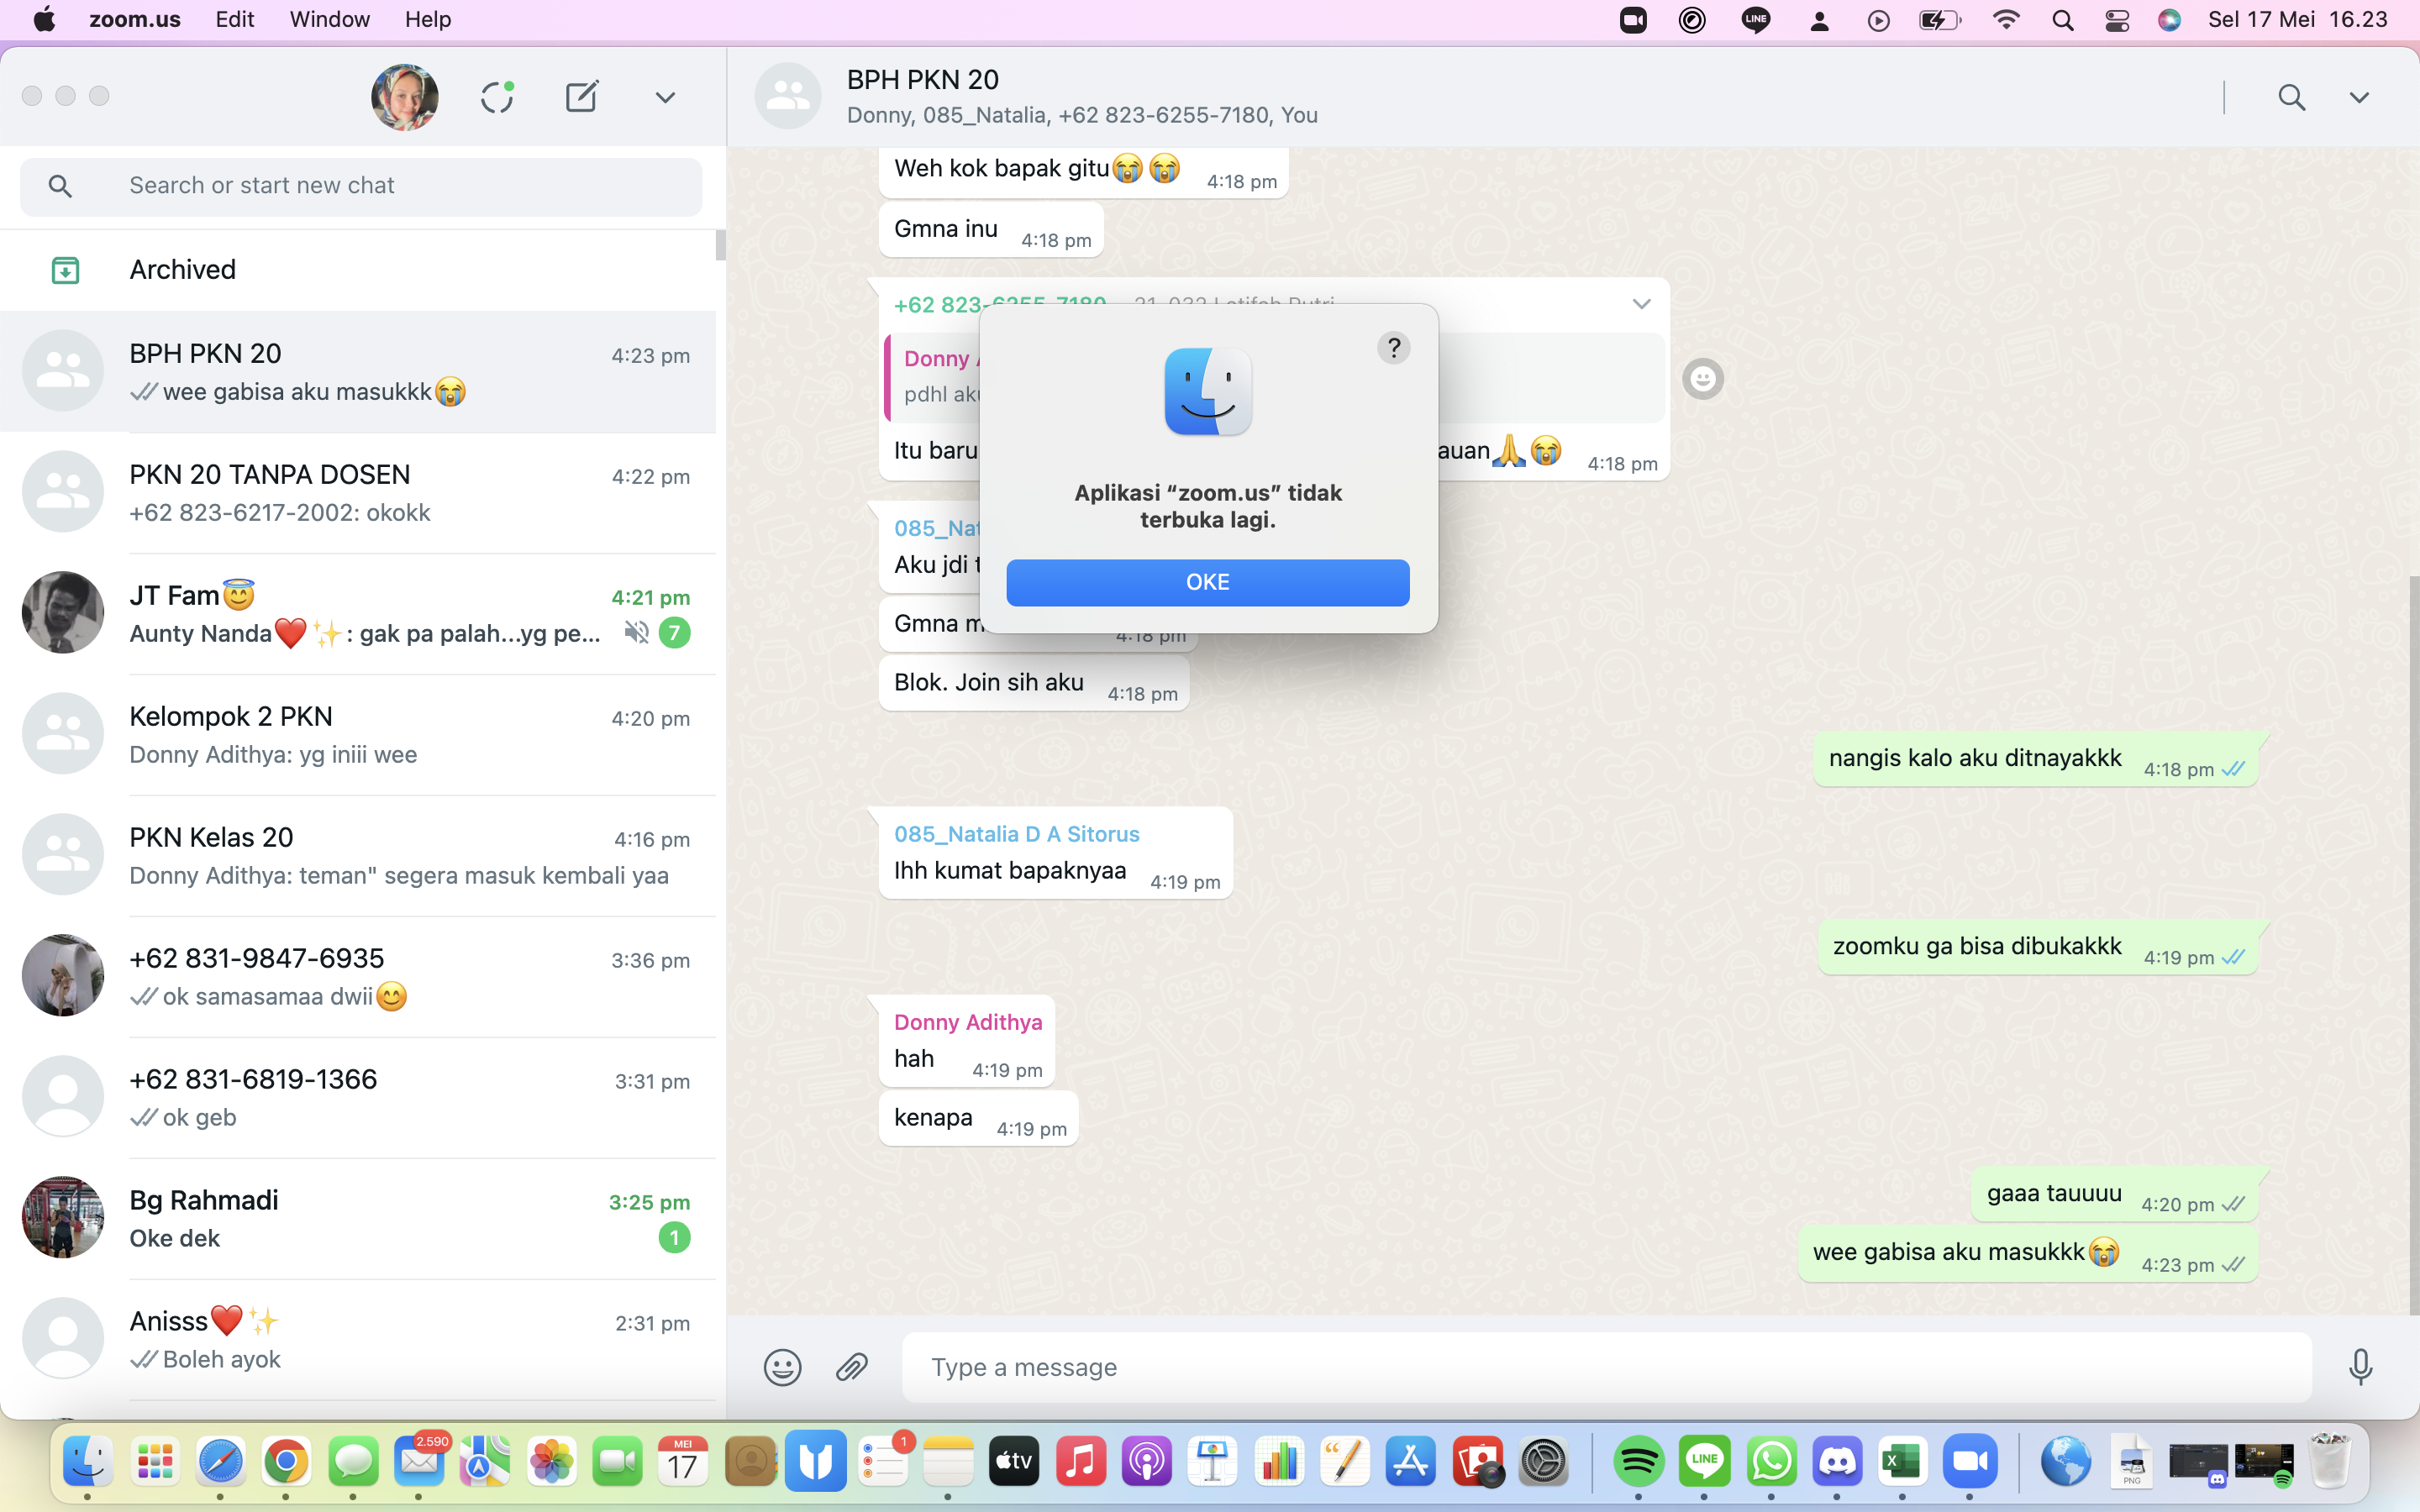 zoom.us Edit Window Help LINE Sel 17 Mei 16.23
BPH PKN 20
Donny, 085_Natalia, +62 823-6255-7180, You
Search or start new chat
Archived
BPH PKN 20 4:23 pm
wee gabisa aku masukkk😭
PKN 20 TANPA DOSEN 4:22 pm
+62 823-6217-2002: okokk
JT Fam😇 4:21 pm
Aunty Nanda❤️✨: gak pa palah...yg pe... 7
Kelompok 2 PKN 4:20 pm
Donny Adithya: yg iniii wee
PKN Kelas 20 4:16 pm
Donny Adithya: teman" segera masuk kembali yaa
+62 831-9847-6935 3:36 pm
ok samasamaa dwii😊
+62 831-6819-1366 3:31 pm
ok geb
Bg Rahmadi 3:25 pm
Oke dek 1
Anisss❤️✨ 2:31 pm
Boleh ayok
Weh kok bapak gitu😭😭 4:18 pm
Gmna inu 4:18 pm
+62 823-6255-7180
Donny
pdhl
Itu baru auan🙏😭 4:18 pm
?
Aplikasi “zoom.us” tidak
terbuka lagi.
OKE
Aku jdi
Gmna 4:18 pm
Blok. Join sih aku 4:18 pm
nangis kalo aku ditnayakkk 4:18 pm
085_Natalia D A Sitorus
Ihh kumat bapaknyaa 4:19 pm
zoomku ga bisa dibukakkk 4:19 pm
Donny Adithya
hah 4:19 pm
kenapa 4:19 pm
gaaa tauuuu 4:20 pm
wee gabisa aku masukkk😭 4:23 pm
Type a message
2.590 MEI 17 1 tv LINE PNG